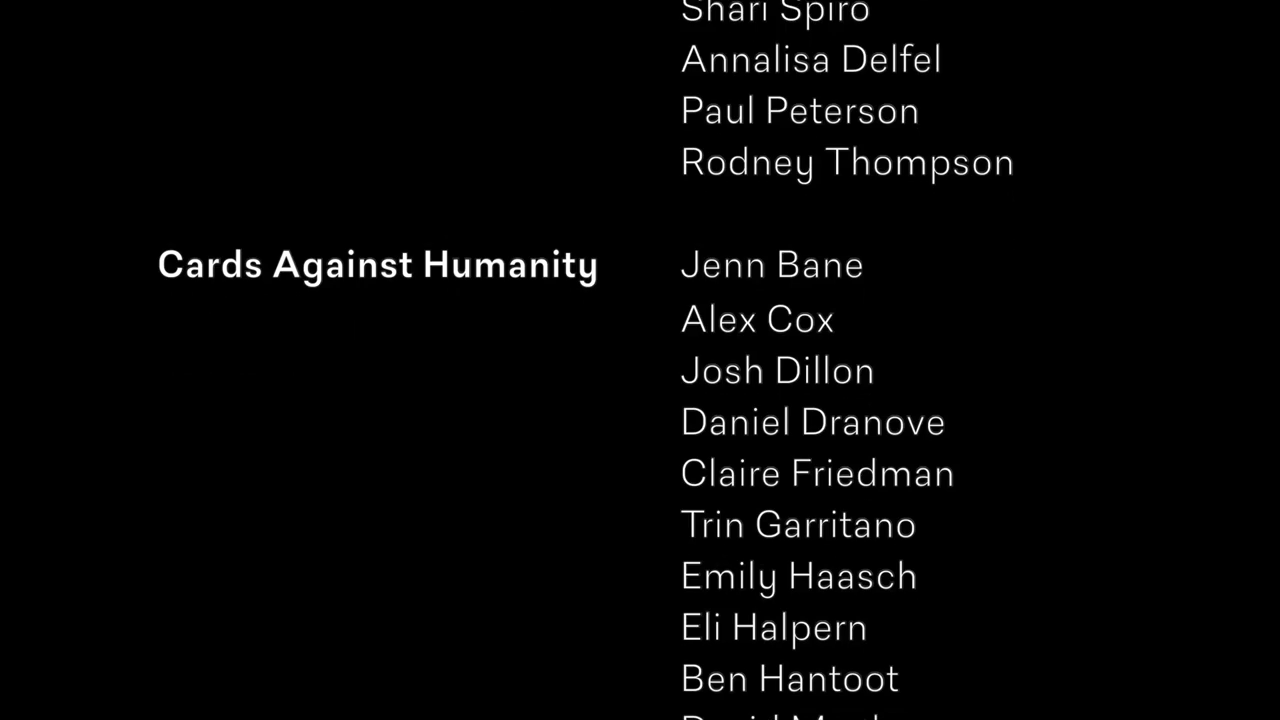 Shari Spiro
Annalisa Delfel
Paul Peterson
Rodney Thompson
Cards Against Humanity Jenn Bane
Alex Cox
Josh Dillon
Daniel Dranove
Claire Friedman
Trin Garritano
Emily Haasch
Eli Halpern
Ben Hantoot